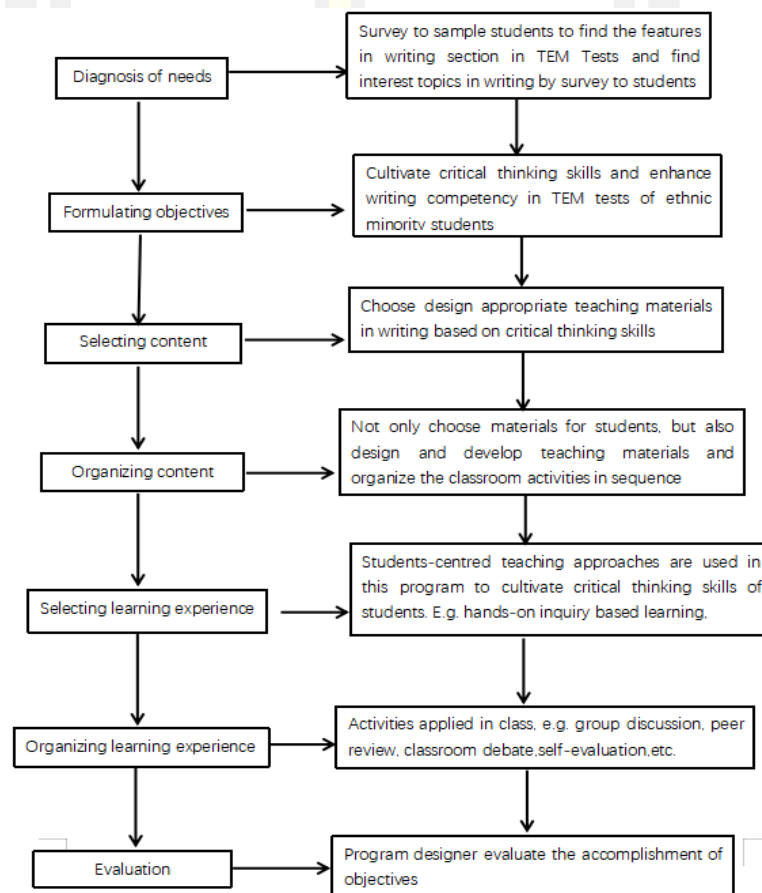 Survey to sample students to find the features
in writing section in TEM Tests and find
interest topics in writing by survey to students
Diagnosis of needs
Cultivate critical thinking skills and enhance
writing competency in TEM tests of ethnic
minority students
Formulating objectives
Choose design appropriate teaching materials
in writing based on critical thinking skills
Selecting content
Not only choose materials for students, but also
design and develop teaching materials and
organize the classroom activities in sequence
Organizing content
Students-centred teaching approaches are used in
this program to cultivate critical thinking skills of
students. E.g. hands-on inquiry based learning,
Selecting learning experience
Activities applied in class, e.g. group discussion, peer
review, classroom debate,self-evaluation,etc.
Organizing learning experience
Program designer evaluate the accomplishment of
objectives
Evaluation